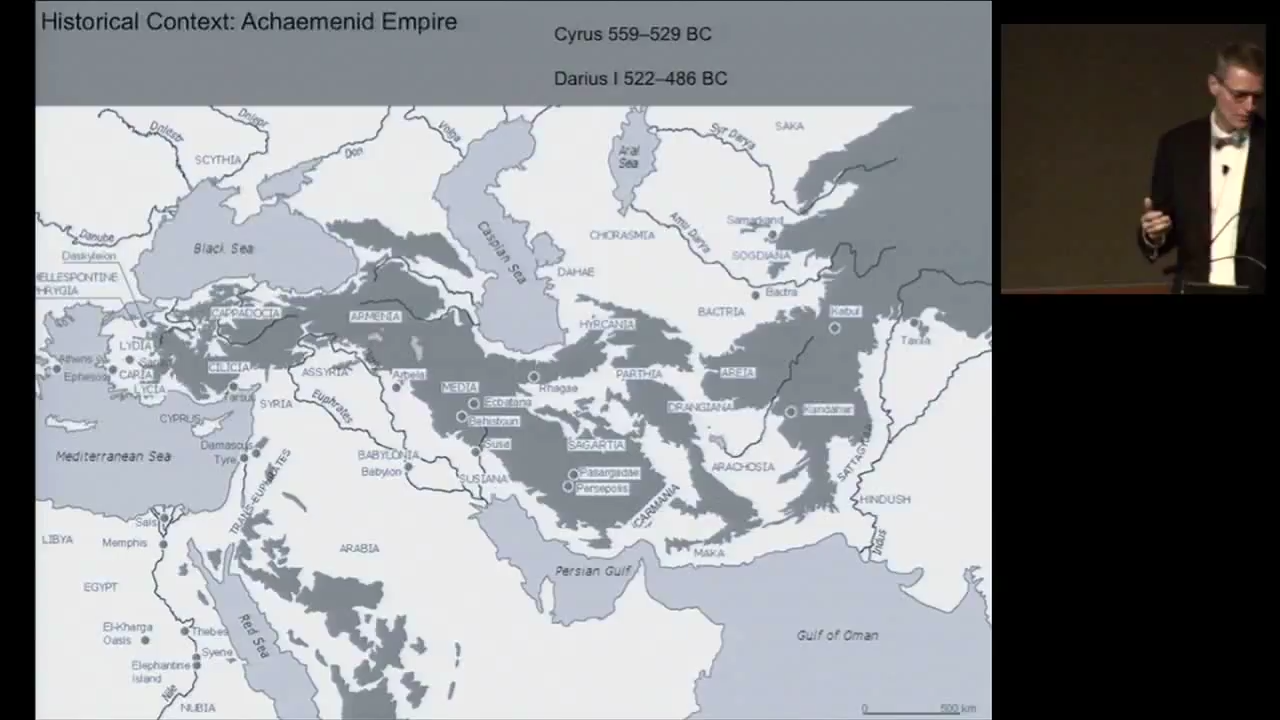 Historical Context: Achaemenid Empire
Cyrus 559–529 BC
Darius I 522–486 BC
Dniestr
Dniepr
Don
Volga
Aral
Sea
Syr Darya
SAKA
SCYTHIA
Danube
Black Sea
Caspian Sea
CHORASMIA
Amu Darya
Samarkand
SOGDIANA
Daskyleion
HELLESPONTINE
PHRYGIA
DAHAE
BACTRIA
Bactra
Kabul
Taxila
CAPPADOCIA
ARMENIA
HYRCANIA
LYDIA
Athens
Ephesos
CARIA
LYCIA
CILICIA
Tarsus
ASSYRIA
Arbela
MEDIA
Rhagae
PARTHIA
AREIA
Ecbatana
Behistoun
DRANGIANA
Kandahar
SYRIA
Euphrates
CYPRUS
Mediterranean Sea
Damascus
Tyre
TRANS-EUPHRATES
BABYLONIA
Babylon
Susa
SUSIANA
SAGARTIA
Pasargadae
Persepolis
CARMANIA
ARACHOSIA
SATTAGYDIA
HINDUSH
Indus
Sais
Memphis
LIBYA
ARABIA
MAKA
Persian Gulf
EGYPT
El-Kharga
Oasis
Thebes
Syene
Elephantine
Island
Red Sea
Gulf of Oman
Nile
NUBIA
0 500 km